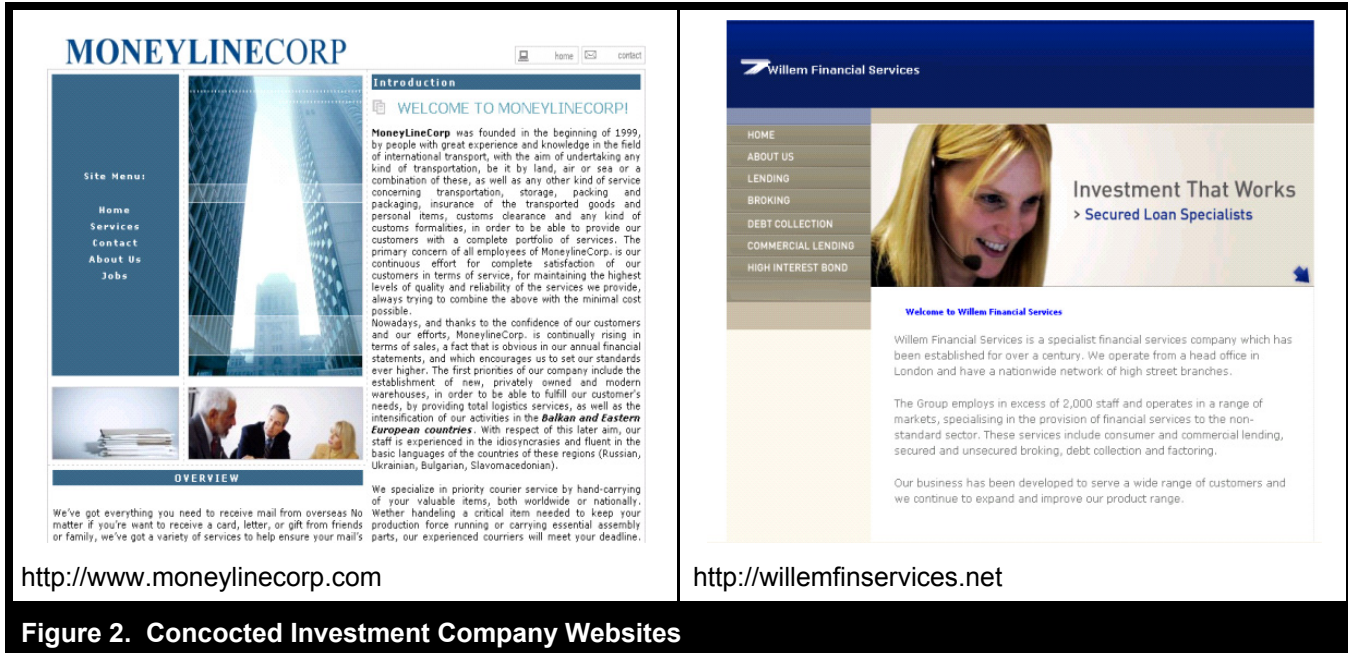 MONEYLINECORP
home
contact
Site Menu:
Home
Services
Contact
About Us
Jobs
Introduction
WELCOME TO MONEYLINECORP!
MoneyLineCorp was founded in the beginning of 1999,
by people with great experience and knowledge in the field
of international transport, with the aim of undertaking any
kind of transportation, be it by land, air or sea or a
combination of these, as well as any other kind of service
concerning transportation, storage, packing and
packaging, insurance of the transported goods and
personal items, customs clearance and any kind of
customs formalities, in order to be able to provide our
customers with a complete portfolio of services. The
primary concern of all employees of MoneylineCorp. is our
continuous effort for complete satisfaction of our
customers in terms of service, for maintaining the highest
levels of quality and reliability of the services we provide,
always trying to combine the above with the minimal cost
possible.
Nowadays, and thanks to the confidence of our customers
and our efforts, MoneylineCorp. is continually rising in
terms of sales, a fact that is obvious in our annual financial
statements, and which encourages us to set our standards
ever higher. The first priorities of our company include the
establishment of new, privately owned and modern
warehouses, in order to be able to fulfill our customer's
needs, by providing total logistics services, as well as the
intensification of our activities in the Balkan and Eastern
European countries. With respect of this later aim, our
staff is experienced in the idiosyncrasies and fluent in the
basic languages of the countries of these regions (Russian,
Ukrainian, Bulgarian, Slavomacedonian).
We specialize in priority courier service by hand-carrying
of your valuable items, both worldwide or nationally.
Wether handeling a critical item needed to keep your
production force running or carrying essential assembly
parts, our experienced courriers will meet your deadline.
OVERVIEW
We've got everything you need to receive mail from overseas No
matter if you're want to receive a card, letter, or gift from friends
or family, we've got a variety of services to help ensure your mail's
http://www.moneylinecorp.com
Willem Financial Services
HOME
ABOUT US
LENDING
BROKING
DEBT COLLECTION
COMMERCIAL LENDING
HIGH INTEREST BOND
Investment That Works
> Secured Loan Specialists
Welcome to Willem Financial Services
Willem Financial Services is a specialist financial services company which has
been established for over a century. We operate from a head office in
London and have a nationwide network of high street branches.
The Group employs in excess of 2,000 staff and operates in a range of
markets, specialising in the provision of financial services to the non-
standard sector. These services include consumer and commercial lending,
secured and unsecured broking, debt collection and factoring.
Our business has been developed to serve a wide range of customers and
we continue to expand and improve our product range.
http://willemfinservices.net
Figure 2. Concocted Investment Company Websites